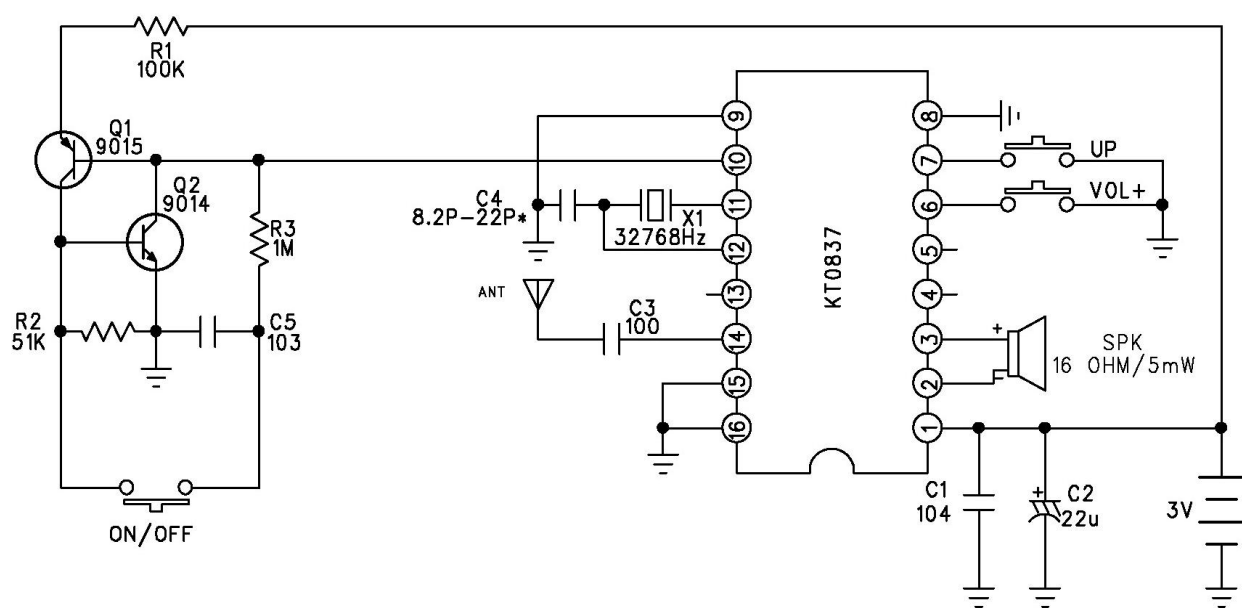 R1
100K
Q1
9015
Q2
9014
R3
1M
R2
51K
C5
103
ON/OFF
C4
8.2P-22P*
X1
32768Hz
ANT
C3
100
9
10
11
12
13
14
15
16
KT0837
8
7
6
5
4
3
2
1
UP
VOL+
+
-
SPK
16 OHM/5mW
C1
104
+
C2
22u
3V